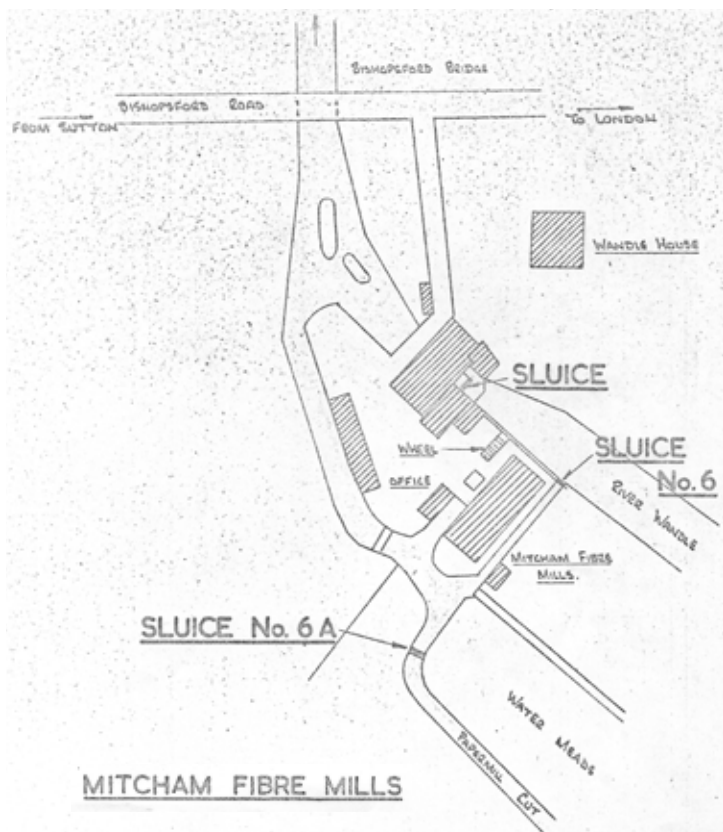 BISHOPSFORD BRIDGE
BISHOPSFORD ROAD
FROM SUTTON
TO LONDON
WANDLE HOUSE
SLUICE
WHEEL
SLUICE
No. 6
OFFICE
RIVER WANDLE
MITCHAM FIBRE
MILLS.
SLUICE No. 6A
WATER MEADS
PAPERMILL CUT
MITCHAM FIBRE MILLS